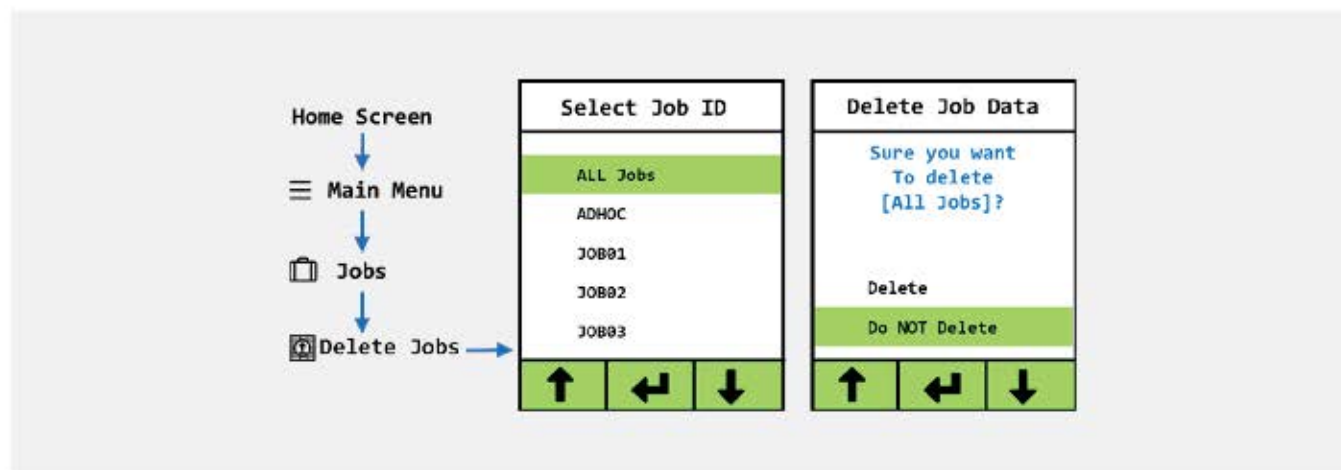 Home Screen
Main Menu
Jobs
Delete Jobs
Select Job ID
ALL Jobs
ADHOC
JOB01
JOB02
JOB03
Delete Job Data
Sure you want
To delete
[All Jobs]?
Delete
Do NOT Delete